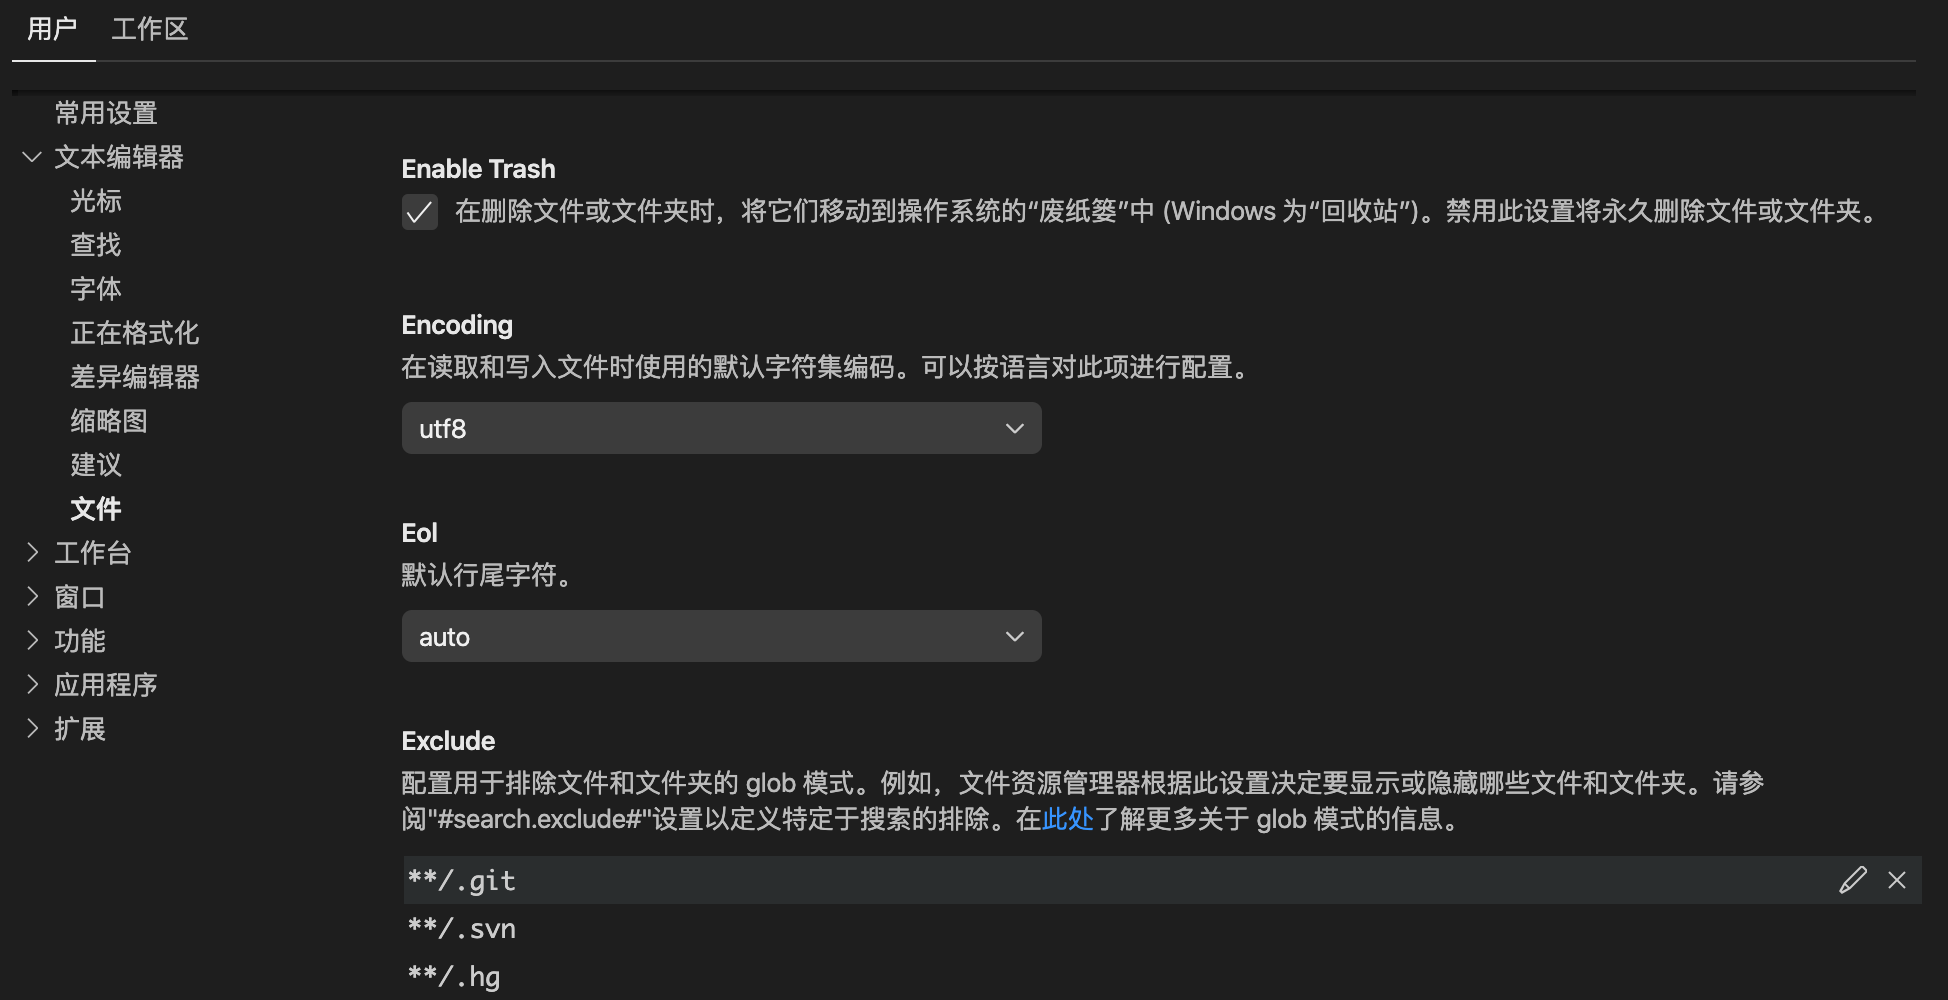 用户 工作区
常用设置
文本编辑器
光标
查找
字体
正在格式化
差异编辑器
缩略图
建议
文件
工作台
窗口
功能
应用程序
扩展
Enable Trash
在删除文件或文件夹时，将它们移动到操作系统的“废纸篓”中 (Windows 为“回收站”)。禁用此设置将永久删除文件或文件夹。
Encoding
在读取和写入文件时使用的默认字符集编码。可以按语言对此项进行配置。
utf8
Eol
默认行尾字符。
auto
Exclude
配置用于排除文件和文件夹的 glob 模式。例如，文件资源管理器根据此设置决定要显示或隐藏哪些文件和文件夹。请参
阅"#search.exclude#"设置以定义特定于搜索的排除。在此处了解更多关于 glob 模式的信息。
**/.git
**/.svn
**/.hg